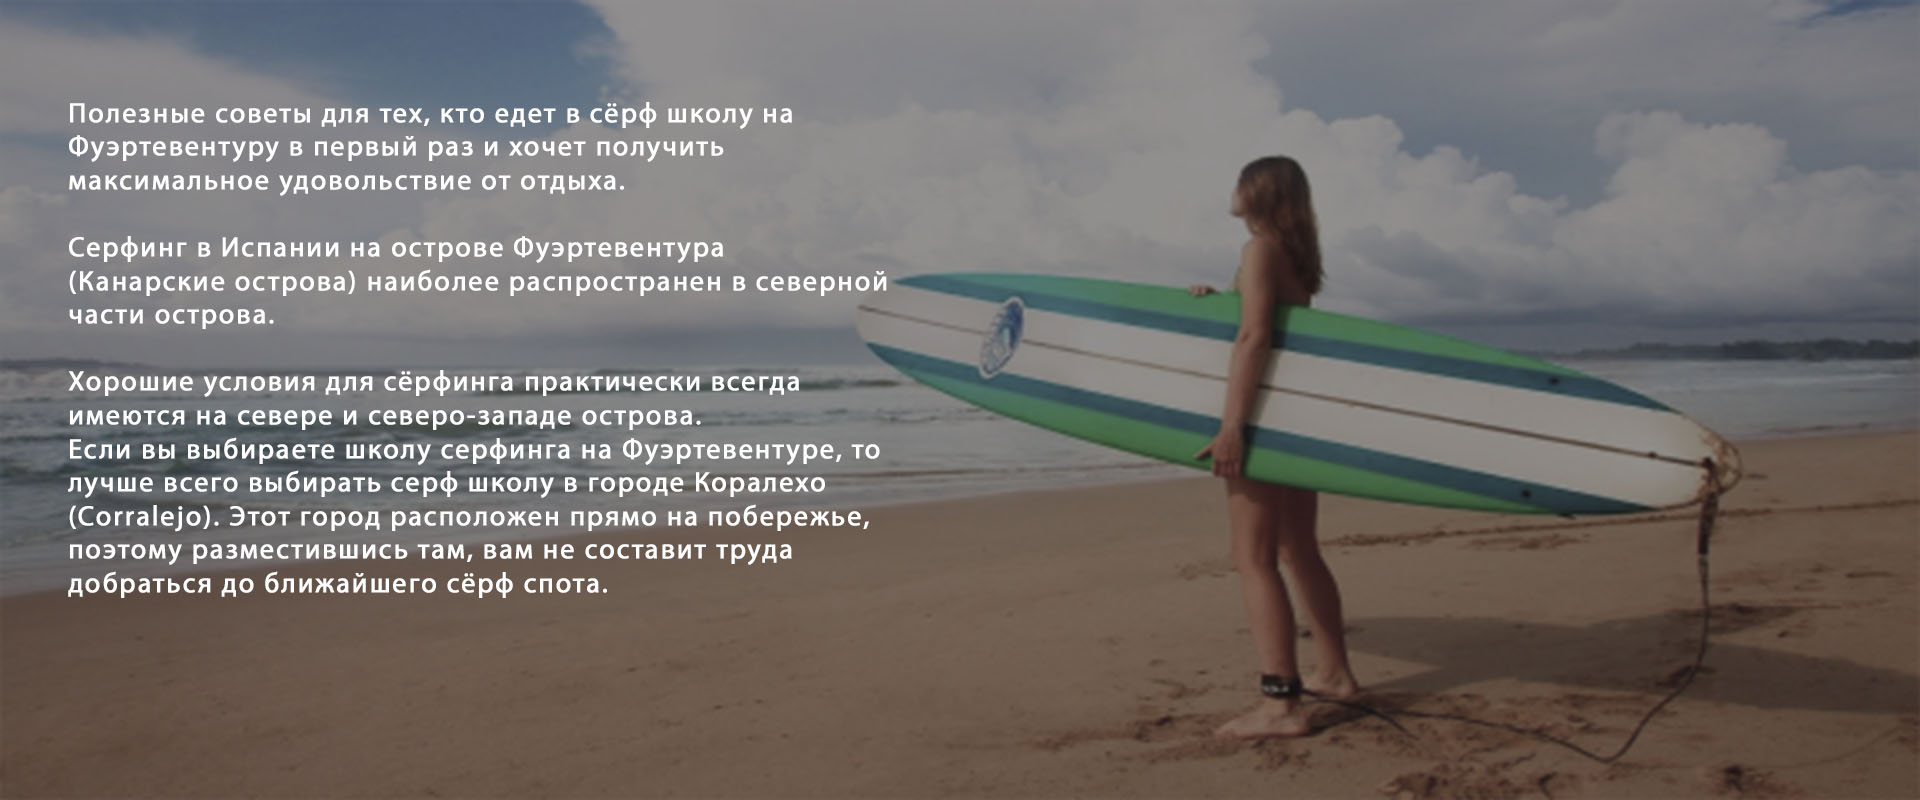 Полезные советы для тех, кто едет в сёрф школу на
Фуэртевентуру в первый раз и хочет получить
максимальное удовольствие от отдыха.
Серфинг в Испании на острове Фуэртевентура
(Канарские острова) наиболее распространен в северной
части острова.
Хорошие условия для сёрфинга практически всегда
имеются на севере и северо-западе острова.
Если вы выбираете школу серфинга на Фуэртевентуре, то
лучше всего выбирать серф школу в городе Коралехо
(Corralejo). Этот город расположен прямо на побережье,
поэтому разместившись там, вам не составит труда
добраться до ближайшего сёрф спота.